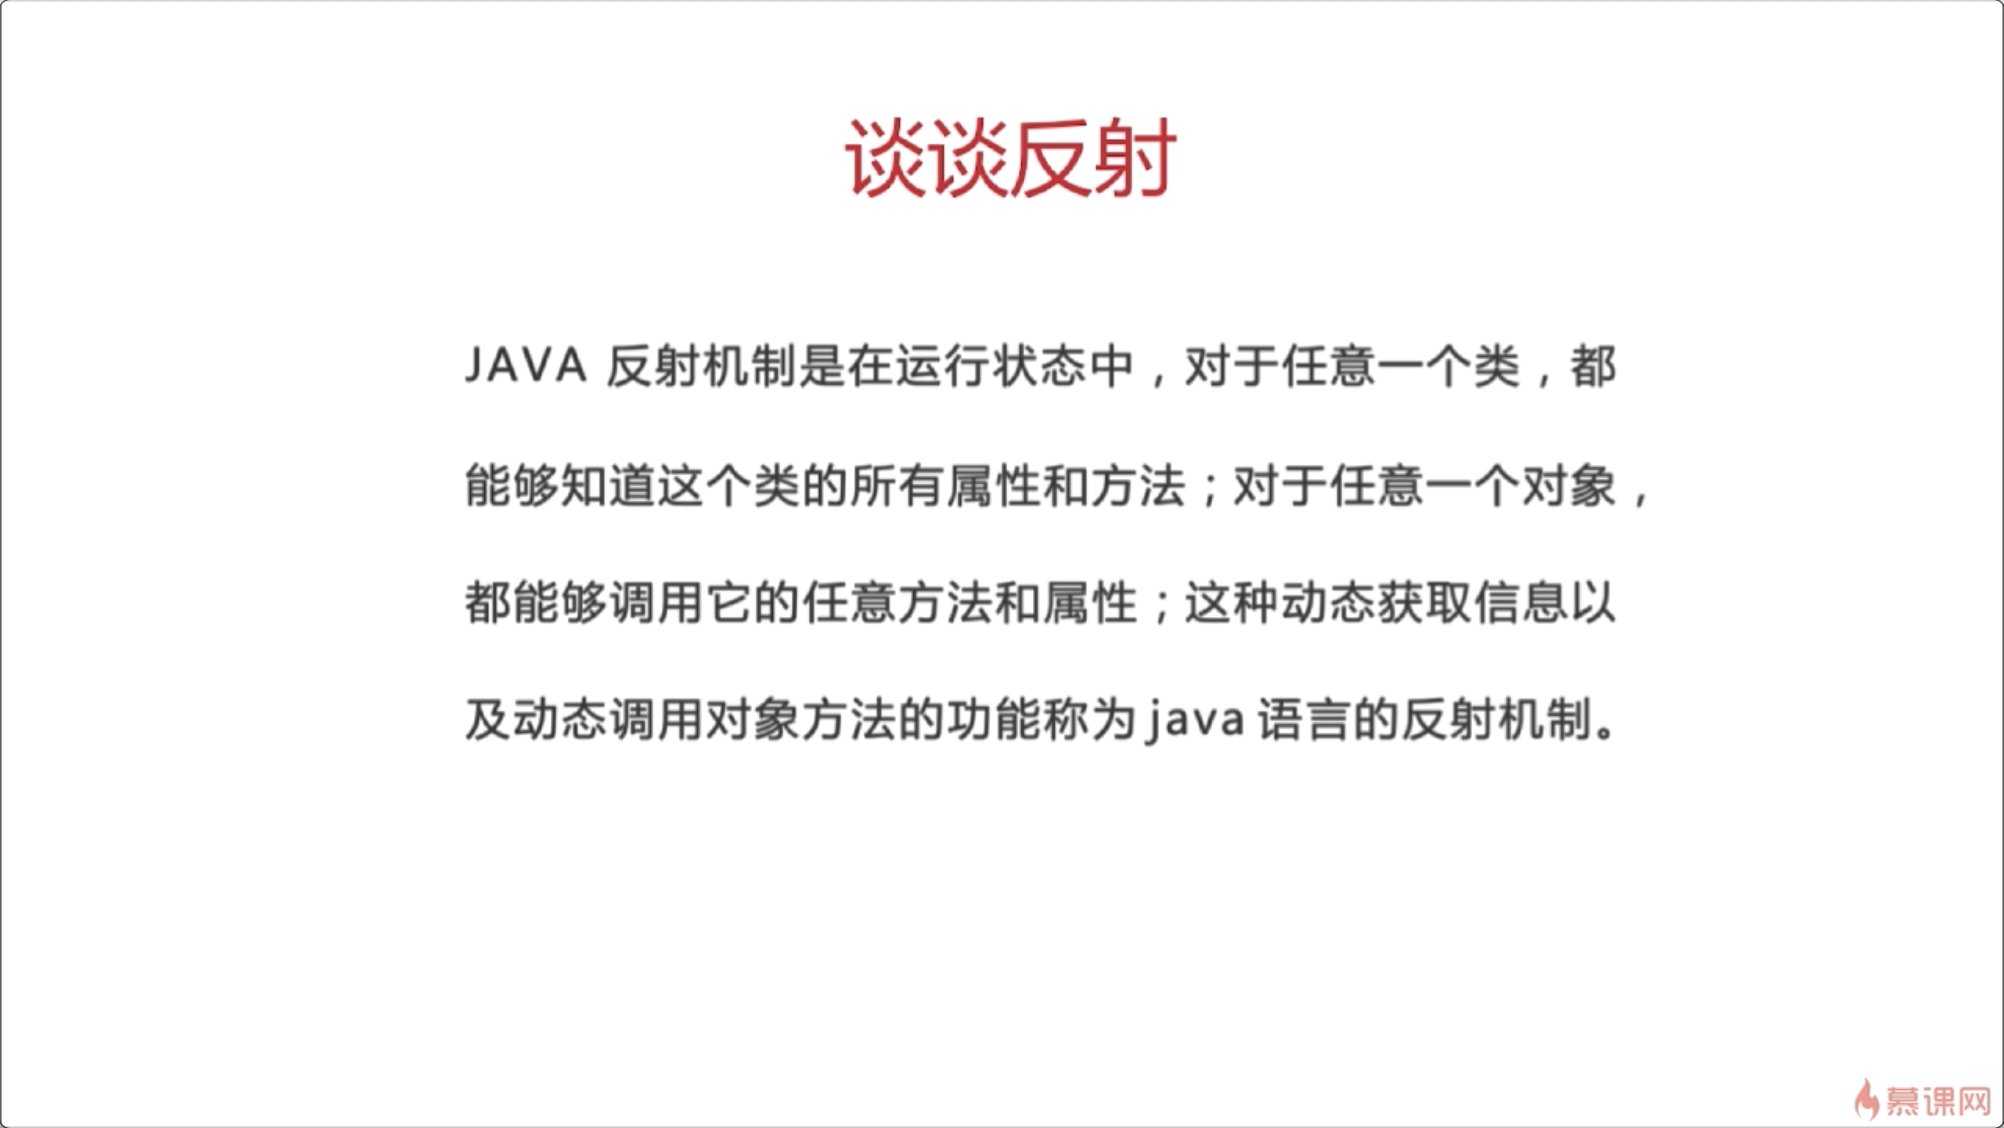 谈谈反射
JAVA 反射机制是在运行状态中，对于任意一个类，都
能够知道这个类的所有属性和方法；对于任意一个对象，
都能够调用它的任意方法和属性；这种动态获取信息以
及动态调用对象方法的功能称为java语言的反射机制。
慕课网